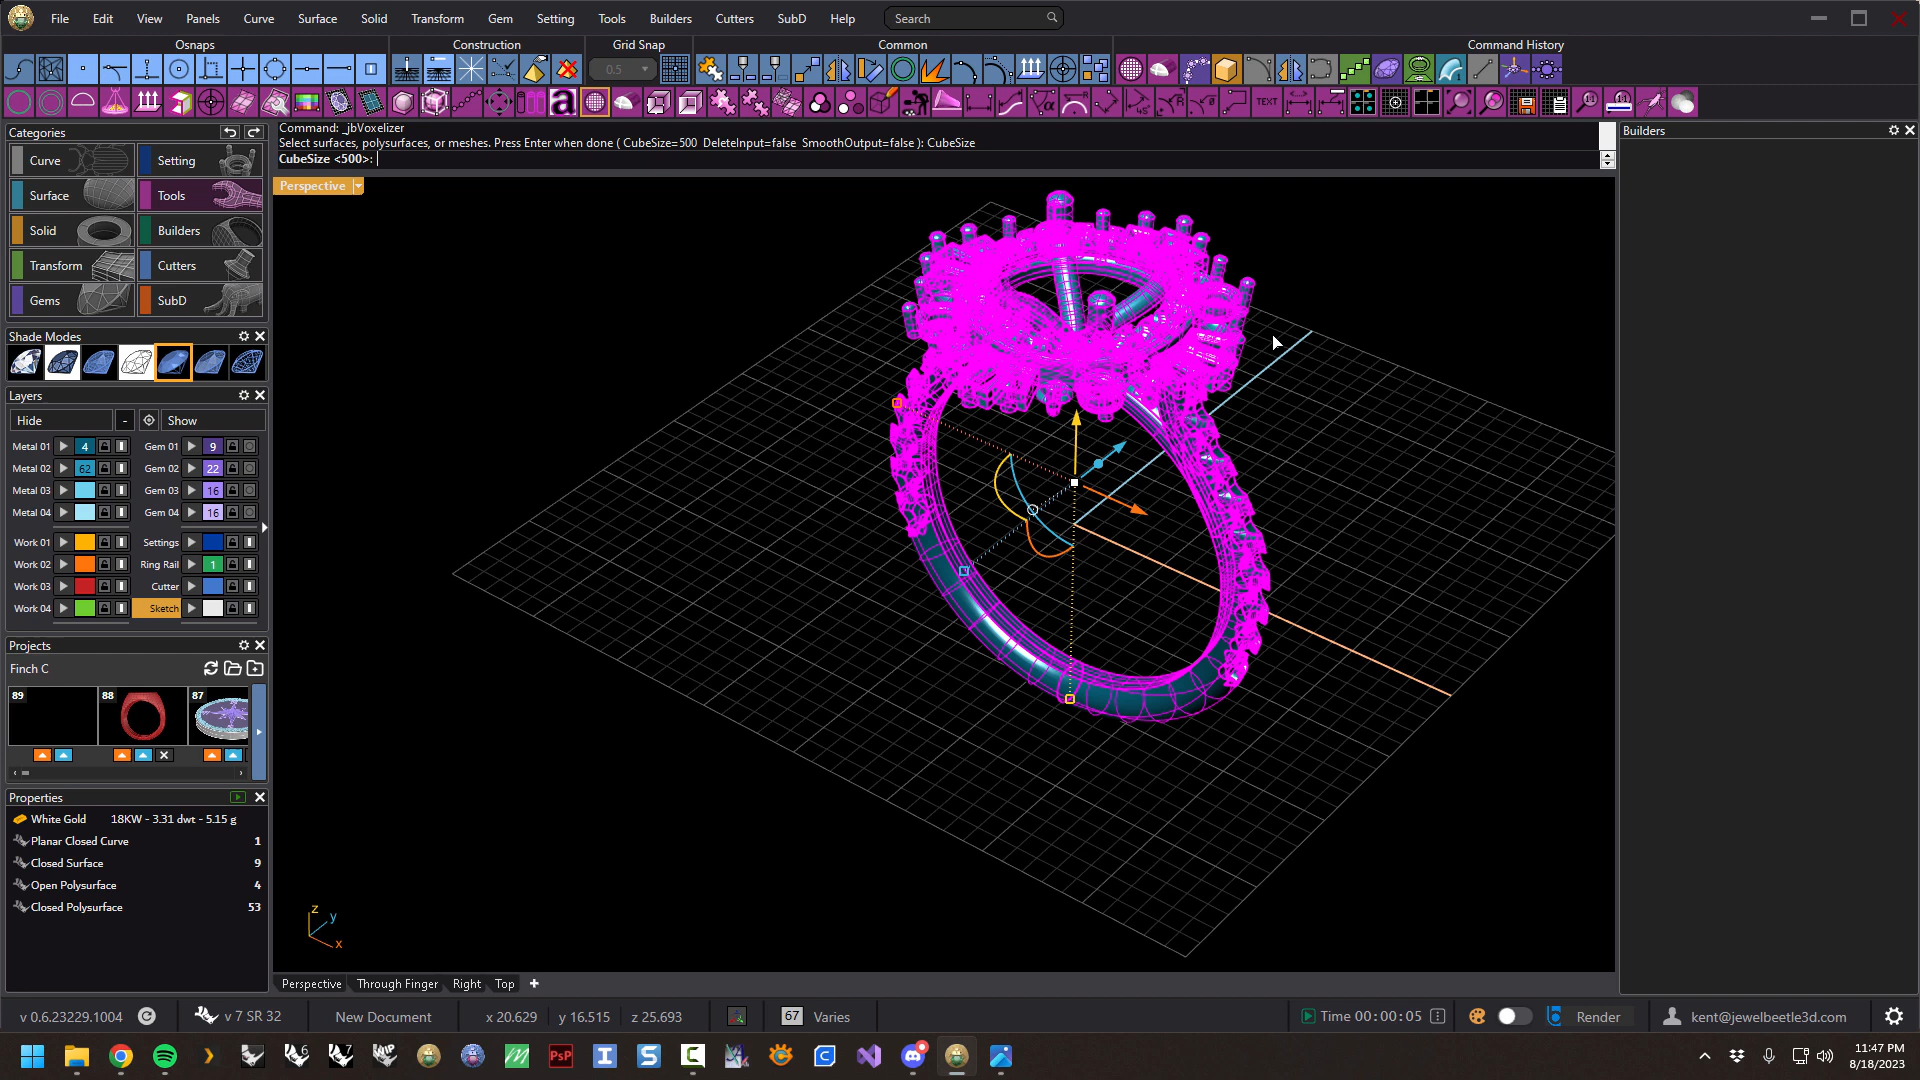 File Edit View Panels Curve Surface Solid Transform Gem Setting Tools Builders Cutters SubD Help Search
Osnaps Construction Grid Snap Common Command History
0.5
TEXT
Categories
Curve Setting
Surface Tools
Solid Builders
Transform Cutters
Gems SubD
Shade Modes
Layers
Hide - Show
Metal 01 4 Gem 01 9
Metal 02 62 Gem 02 22
Metal 03 Gem 03 16
Metal 04 Gem 04 16
Work 01 Settings
Work 02 Ring Rail 1
Work 03 Cutter
Work 04 Sketch
Projects
Finch C
89 88 87
Properties
White Gold 18KW - 3.31 dwt - 5.15 g
Planar Closed Curve 1
Closed Surface 9
Open Polysurface 4
Closed Polysurface 53
Command: _jbVoxelizer
Select surfaces, polysurfaces, or meshes. Press Enter when done ( CubeSize=500 DeleteInput=false SmoothOutput=false ): CubeSize
CubeSize <500>:
Perspective
z
y
x
Perspective Through Finger Right Top +
Builders
v 0.6.23229.1004 v 7 SR 32 New Document x 20.629 y 16.515 z 25.693 67 Varies Time 00:00:05 Render kent@jewelbeetle3d.com
6 7 PsP I S C
11:47 PM
8/18/2023